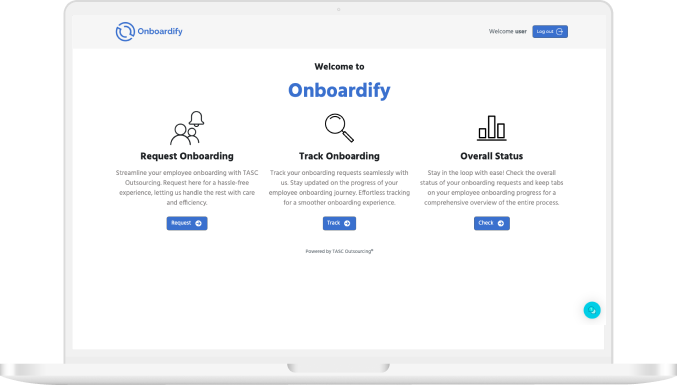 Onboardify
Welcome user
Log out
Welcome to
Onboardify
Request Onboarding
Streamline your employee onboarding with TASC
Outsourcing. Request here for a hassle-free
experience, letting us handle the rest with care
and efficiency.
Request
Track Onboarding
Track your onboarding requests seamlessly with
us. Stay updated on the progress of your
employee onboarding journey. Effortless tracking
for a smoother onboarding experience.
Track
Overall Status
Stay in the loop with ease! Check the overall
status of your onboarding requests and keep tabs
on your employee onboarding progress for a
comprehensive overview of the entire process.
Check
Powered by TASC Outsourcing®